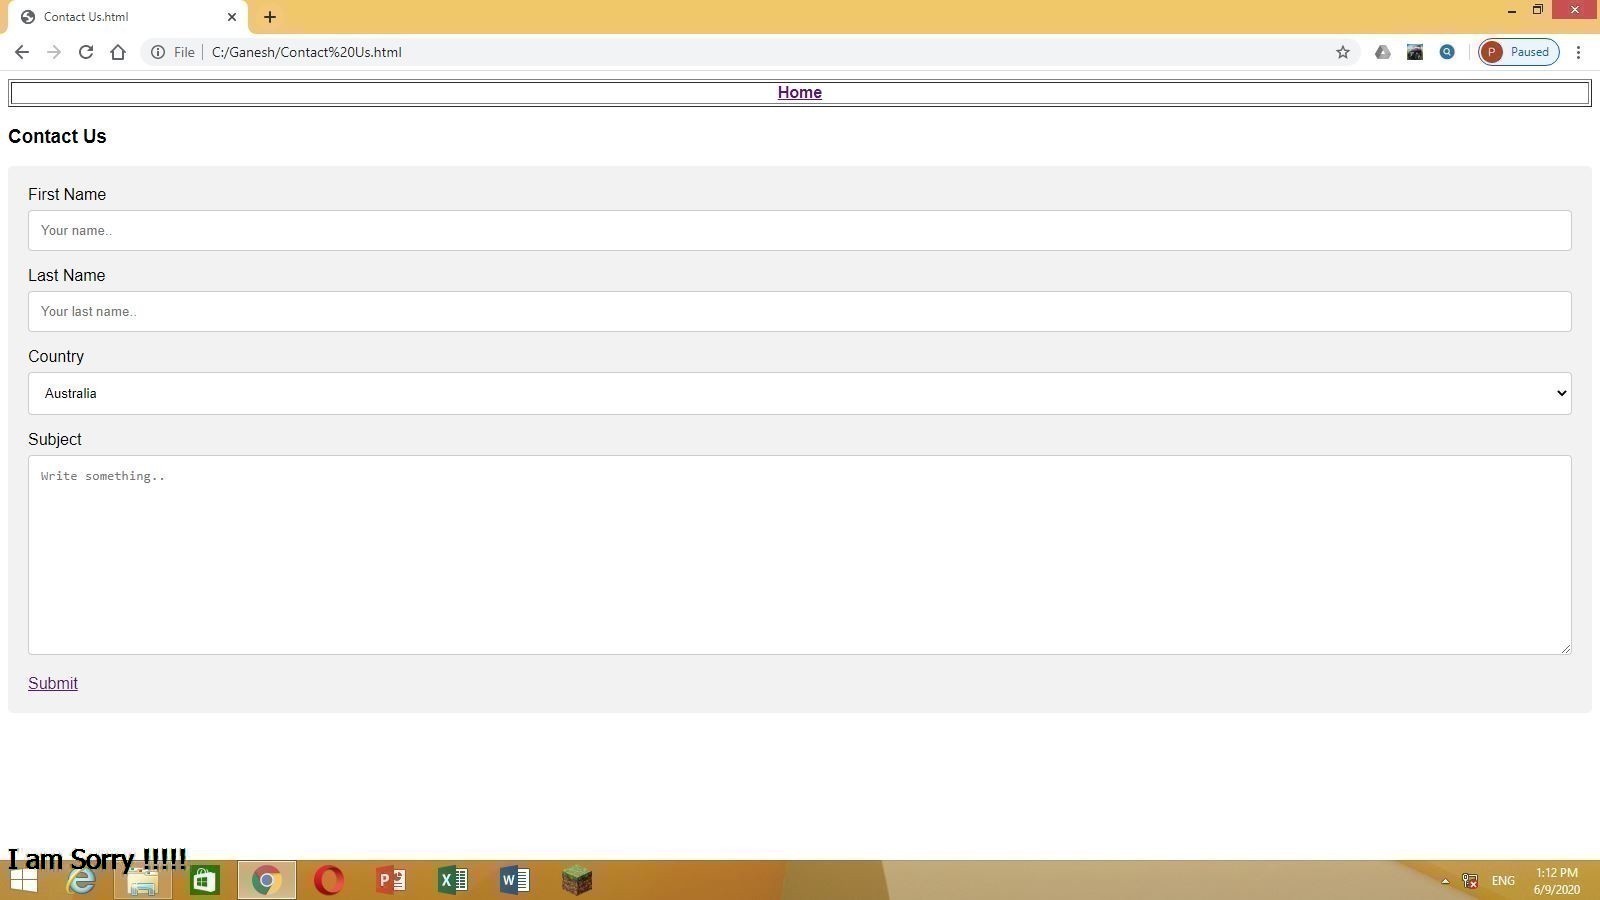 Contact Us.html
File
C:/Ganesh/Contact%20Us.html
P
Paused
Home
Contact Us
First Name
Your name..
Last Name
Your last name..
Country
Australia
Subject
Write something..
Submit
I am Sorry !!!!!
ENG
1:12 PM
6/9/2020